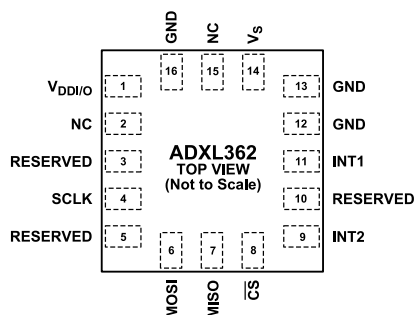 GND
NC
VS
16
15
14
VDDI/O
1
13
GND
NC
2
12
GND
RESERVED
3
ADXL362
TOP VIEW
(Not to Scale)
11
INT1
SCLK
4
10
RESERVED
RESERVED
5
9
INT2
6
7
8
MOSI
MISO
CS